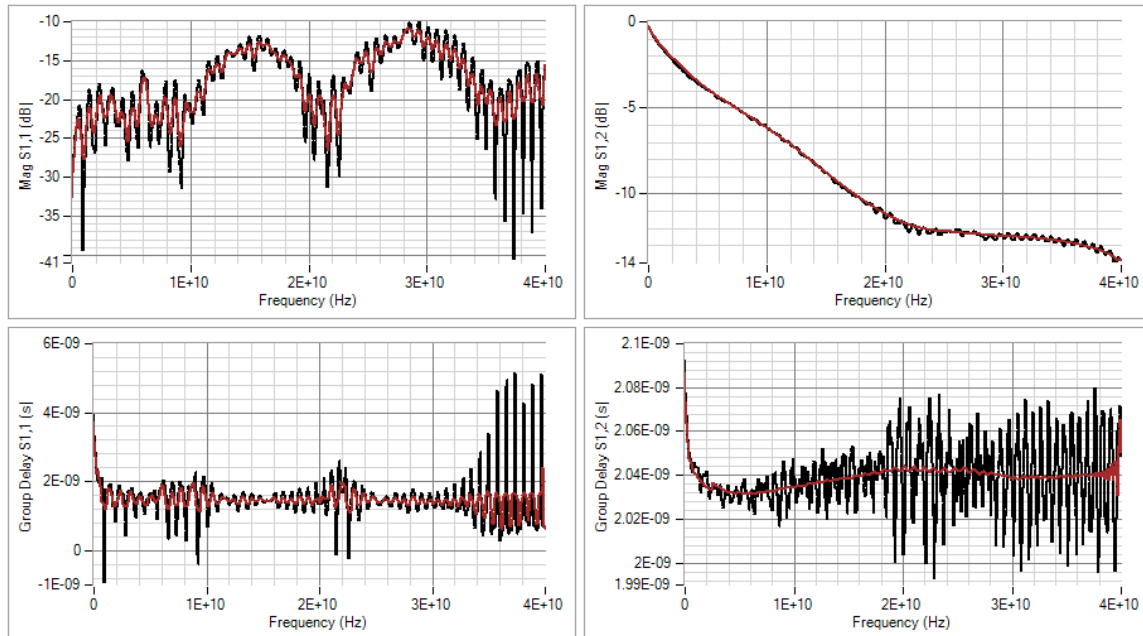 -10
-15
-20
-25
-30
-35
-41
Mag S1,1 (dB)
0
1E+10
2E+10
3E+10
4E+10
Frequency (Hz)
0
-5
-10
-14
Mag S1,2 (dB)
0
1E+10
2E+10
3E+10
4E+10
Frequency (Hz)
6E-09
4E-09
2E-09
0
-1E-09
Group Delay S1,1 (s|
0
1E+10
2E+10
3E+10
4E+10
Frequency (Hz)
2.1E-09
2.08E-09
2.06E-09
2.04E-09
2.02E-09
2E-09
1.99E-09
Group Delay S1,2 (s|
0
1E+10
2E+10
3E+10
4E+10
Frequency (Hz)